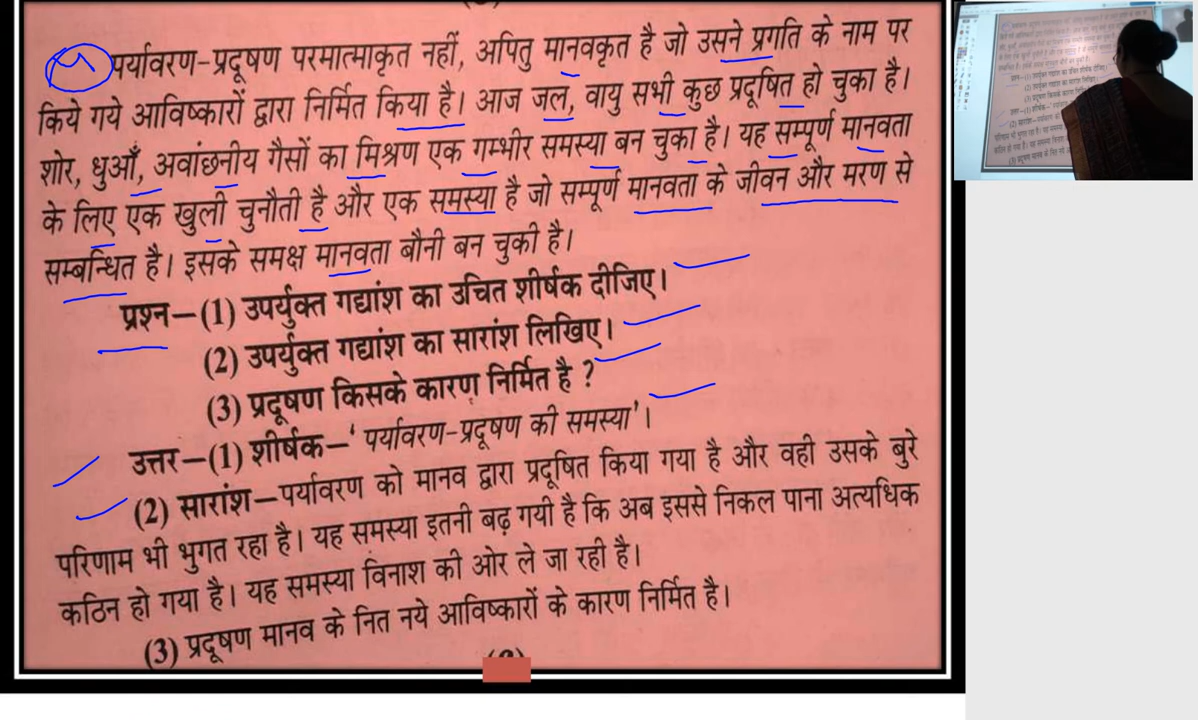 ५ पर्यावरण-प्रदूषण परमात्माकृत नहीं, अपितु मानवकृत है जो उसने प्रगति के नाम पर
किये गये आविष्कारों द्वारा निर्मित किया है। आज जल, वायु सभी कुछ प्रदूषित हो चुका है।
शोर, धुआँ, अवांछनीय गैसों का मिश्रण एक गम्भीर समस्या बन चुका है। यह सम्पूर्ण मानवता
के लिए एक खुली चुनौती है और एक समस्या है जो सम्पूर्ण मानवता के जीवन और मरण से
सम्बन्धित है। इसके समक्ष मानवता बौनी बन चुकी है।
प्रश्न—(1) उपर्युक्त गद्यांश का उचित शीर्षक दीजिए।
(2) उपर्युक्त गद्यांश का सारांश लिखिए।
(3) प्रदूषण किसके कारण निर्मित है ?
उत्तर—(1) शीर्षक—' पर्यावरण-प्रदूषण की समस्या'।
(2) सारांश—पर्यावरण को मानव द्वारा प्रदूषित किया गया है और वही उसके बुरे
परिणाम भी भुगत रहा है। यह समस्या इतनी बढ़ गयी है कि अब इससे निकल पाना अत्यधिक
कठिन हो गया है। यह समस्या विनाश की ओर ले जा रही है।
(3) प्रदूषण मानव के नित नये आविष्कारों के कारण निर्मित है।